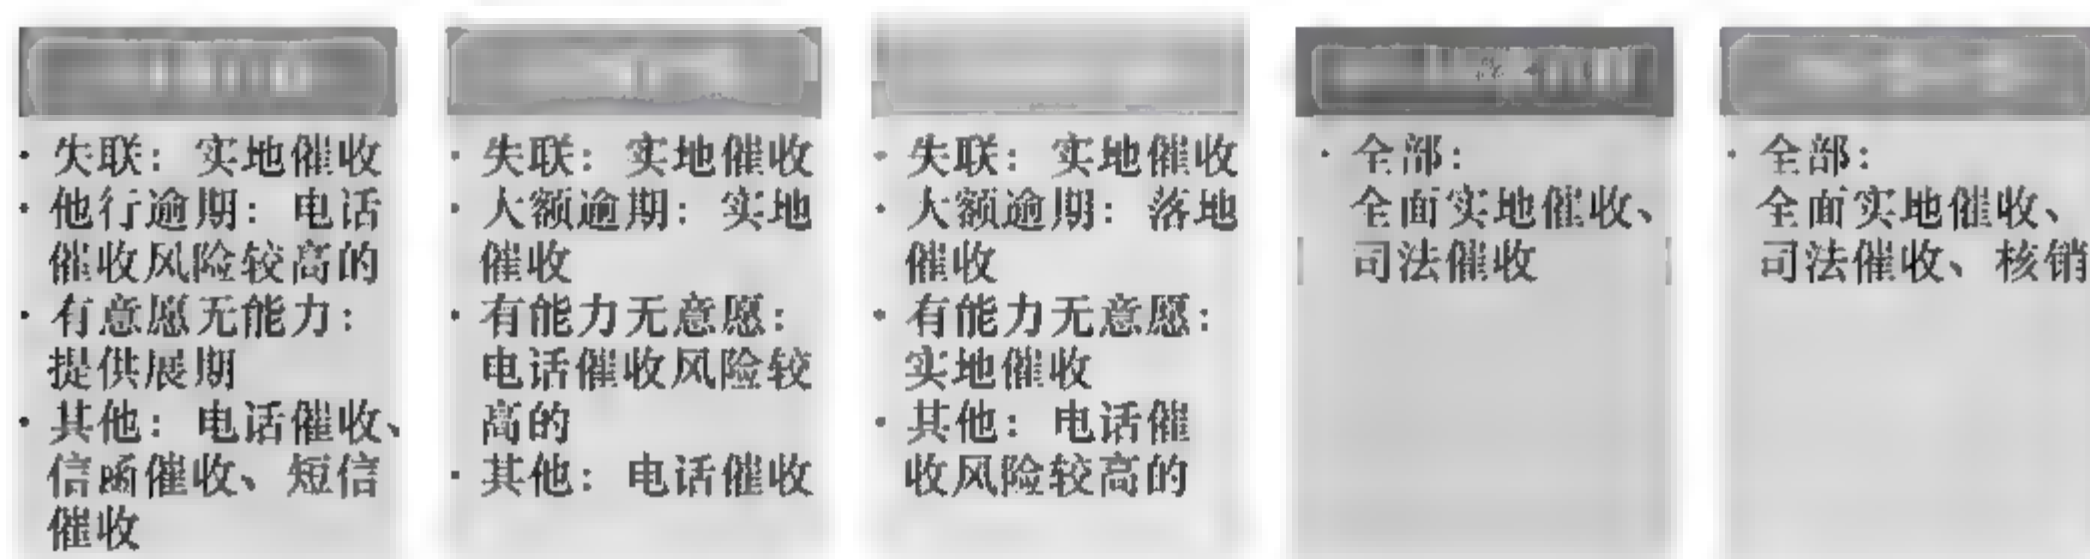 · 失联：实地催收
· 他行逾期：电话
催收风险较高的
· 有意愿无能力：
提供展期
· 其他：电话催收、
信函催收、短信
催收
· 失联：实地催收
· 大额逾期：实地
催收
· 有能力无意愿：
电话催收风险较
高的
· 其他：电话催收
· 失联：实地催收
· 大额逾期：落地
催收
· 有能力无意愿：
实地催收
· 其他：电话催
收风险较高的
· 全部：
全面实地催收、
司法催收
· 全部：
全面实地催收、
司法催收、核销